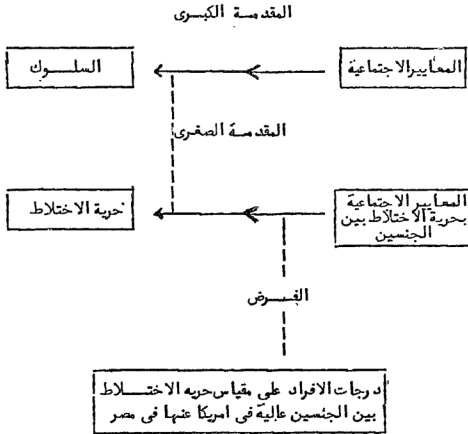 المقدمة الكبرى
المعايير الاجتماعية
السلوك
المقدمة الصغرى
المعايير الاجتماعية
بحرية الاختلاط بين
الجنسين
حرية الاختلاط
الفرض
درجات الافراد على مقياس حريه الاختلاط
بين الجنسين عالية فى امريكا عنها فى مصر